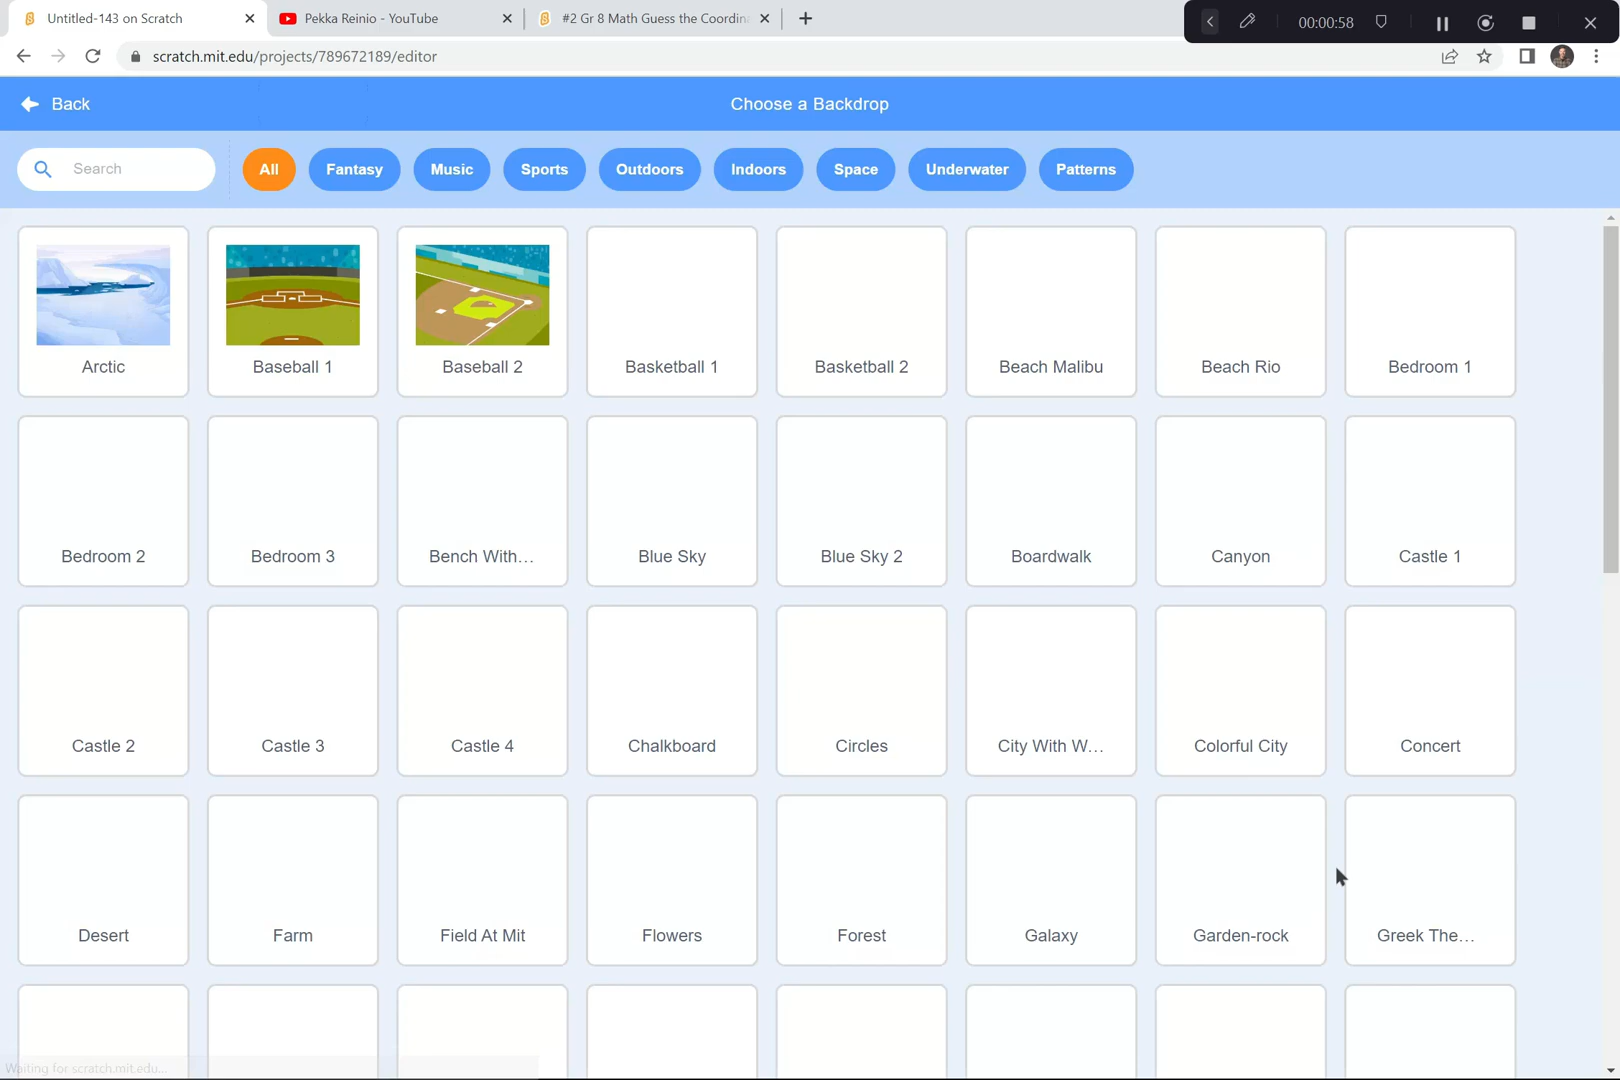 Untitled-143 on Scratch
Pekka Reinio - YouTube
#2 Gr 8 Math Guess the Coordina
00:00:58
scratch.mit.edu/projects/789672189/editor
Back
Choose a Backdrop
Search
All
Fantasy
Music
Sports
Outdoors
Indoors
Space
Underwater
Patterns
Arctic
Baseball 1
Baseball 2
Basketball 1
Basketball 2
Beach Malibu
Beach Rio
Bedroom 1
Bedroom 2
Bedroom 3
Bench With...
Blue Sky
Blue Sky 2
Boardwalk
Canyon
Castle 1
Castle 2
Castle 3
Castle 4
Chalkboard
Circles
City With W...
Colorful City
Concert
Desert
Farm
Field At Mit
Flowers
Forest
Galaxy
Garden-rock
Greek The...
Waiting for scratch.mit.edu...